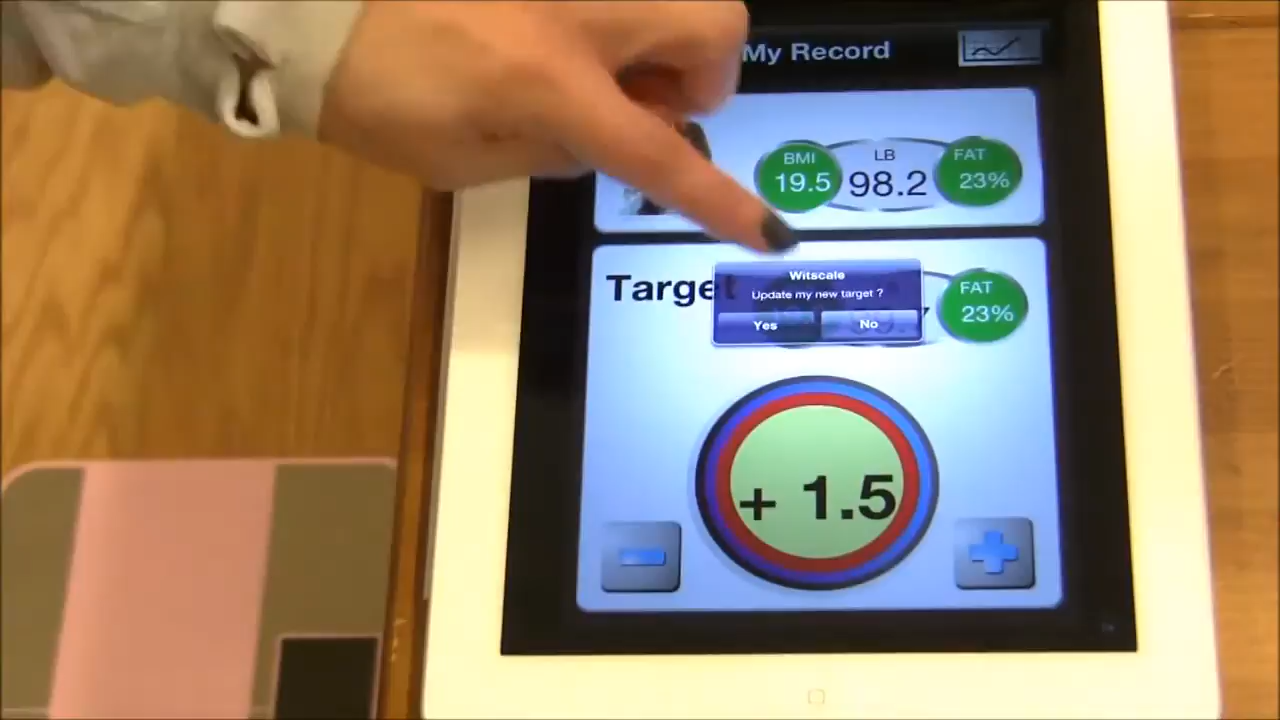 My Record
BMI
19.5
LB
98.2
FAT
23%
Target
Witscale
Update my new target ?
Yes
No
FAT
23%
+ 1.5